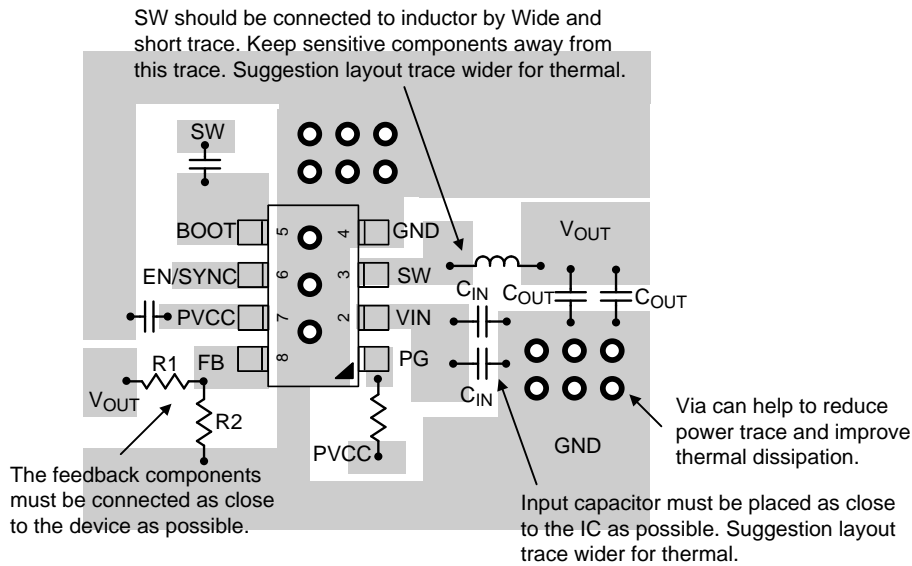 SW should be connected to inductor by Wide and
short trace. Keep sensitive components away from
this trace. Suggestion layout trace wider for thermal.
SW
BOOT
5
4
GND
VOUT
EN/SYNC
6
3
SW
CIN
COUT
COUT
PVCC
7
2
VIN
R1
FB
8
PG
VOUT
CIN
R2
PVCC
GND
Via can help to reduce
power trace and improve
thermal dissipation.
The feedback components
must be connected as close
to the device as possible.
Input capacitor must be placed as close
to the IC as possible. Suggestion layout
trace wider for thermal.